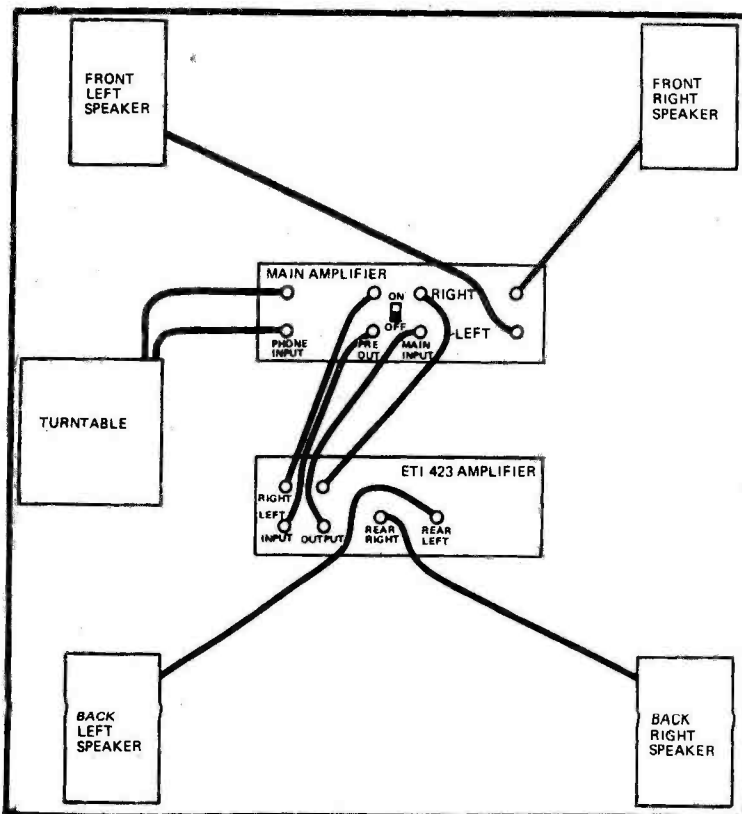 FRONT
LEFT
SPEAKER
FRONT
RIGHT
SPEAKER
MAIN AMPLIFIER
ON
RIGHT
OFF
LEFT
PHONE
INPUT
PRE
OUT
MAIN
INPUT
TURNTABLE
ETI 423 AMPLIFIER
RIGHT
LEFT
INPUT
OUTPUT
REAR
RIGHT
REAR
LEFT
BACK
LEFT
SPEAKER
BACK
RIGHT
SPEAKER